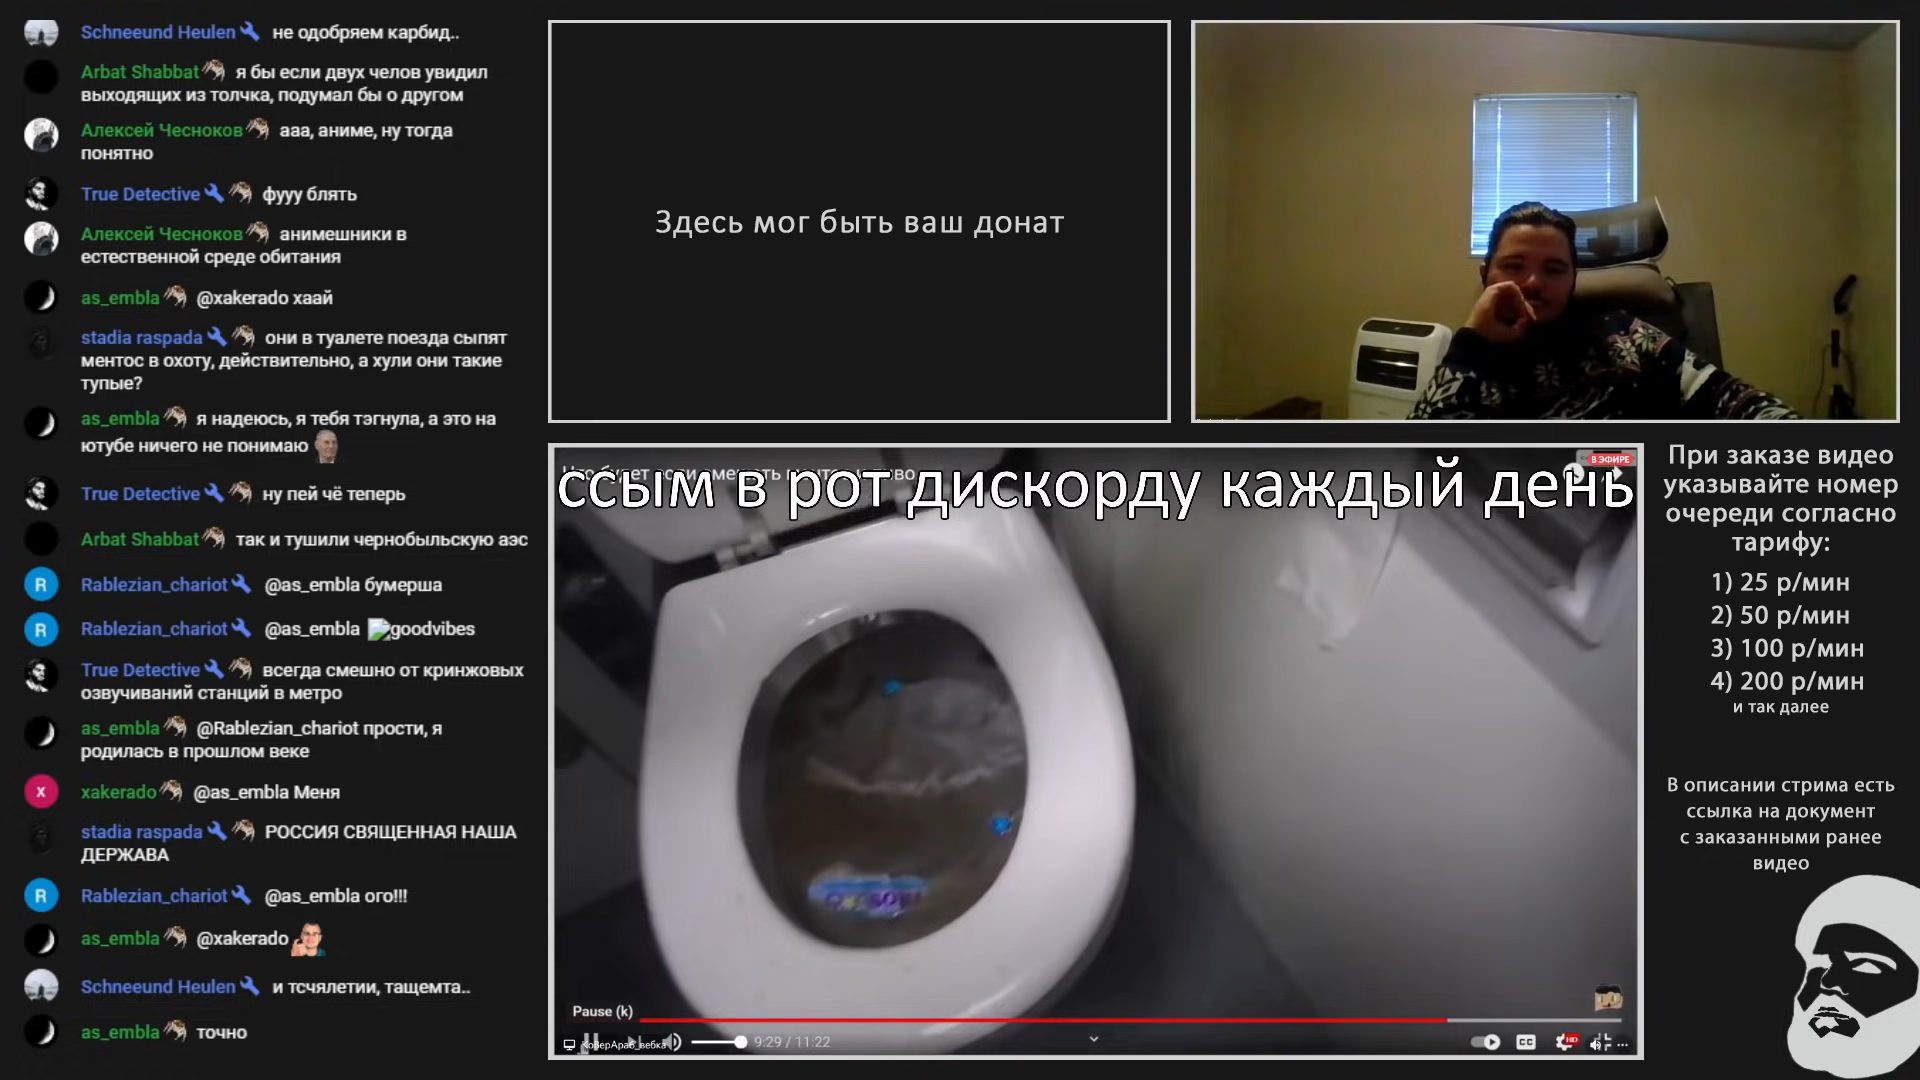 Schneeund Heulen не одобряем карбид..
Arbat Shabbat я бы если двух челов увидил
выходящих из толчка, подумал бы о другом
Алексей Чесноков ааа, аниме, ну тогда
понятно
True Detective фууу блять
Алексей Чесноков анимешники в
естественной среде обитания
as_embla @xakerado хаай
stadia raspada они в туалете поезда сыпят
ментос в охоту, действительно, а хули они такие
тупые?
as_embla я надеюсь, я тебя тэгнула, а это на
ютубе ничего не понимаю
True Detective ну пей чё теперь
Arbat Shabbat так и тушили чернобыльскую аэс
R Rablezian_chariot @as_embla бумерша
R Rablezian_chariot @as_embla goodvibes
True Detective всегда смешно от кринжовых
озвучиваний станций в метро
as_embla @Rablezian_chariot прости, я
родилась в прошлом веке
x xakerado @as_embla Меня
stadia raspada РОССИЯ СВЯЩЕННАЯ НАША
ДЕРЖАВА
R Rablezian_chariot @as_embla ого!!!
as_embla @xakerado
Schneeund Heulen и тсчялетии, тащемта..
as_embla точно
Здесь мог быть ваш донат
В ЭФИРЕ
ссым в рот дискорду каждый день
Pause (k)
9:29 / 11:22
CC
HD
При заказе видео
указывайте номер
очереди согласно
тарифу:
1) 25 р/мин
2) 50 р/мин
3) 100 р/мин
4) 200 р/мин
и так далее
В описании стрима есть
ссылка на документ
с заказанными ранее
видео